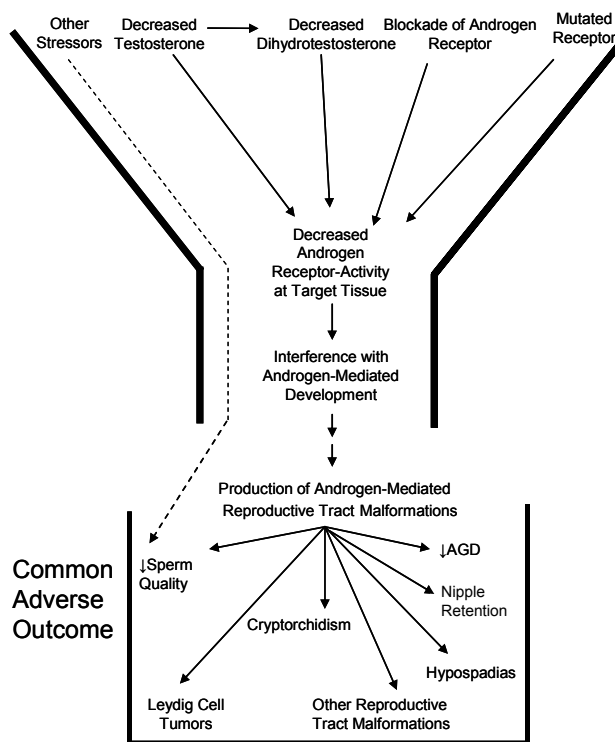 Other
Stressors
Decreased
Testosterone
Decreased
Dihydrotestosterone
Blockade of Androgen
Receptor
Mutated
Receptor
Decreased
Androgen
Receptor-Activity
at Target Tissue
Interference with
Androgen-Mediated
Development
Production of Androgen-Mediated
Reproductive Tract Malformations
Common
Adverse
Outcome
↓Sperm
Quality
↓AGD
Nipple
Retention
Cryptorchidism
Hypospadias
Leydig Cell
Tumors
Other Reproductive
Tract Malformations